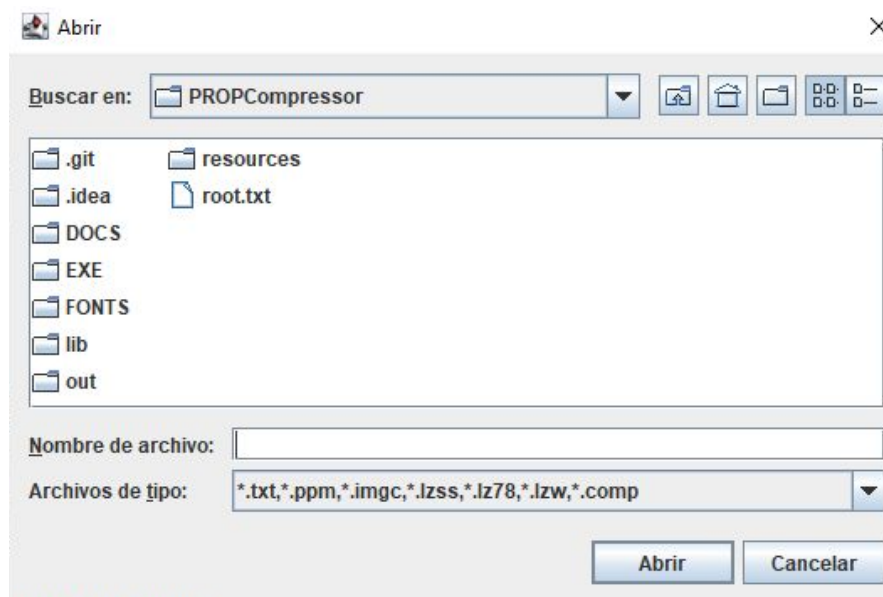 Abrir
Buscar en: PROPCompressor
.git resources
.idea root.txt
DOCS
EXE
FONTS
lib
out
Nombre de archivo:
Archivos de tipo: *.txt,*.ppm,*.imgc,*.lzss,*.lz78,*.lzw,*.comp
Abrir Cancelar